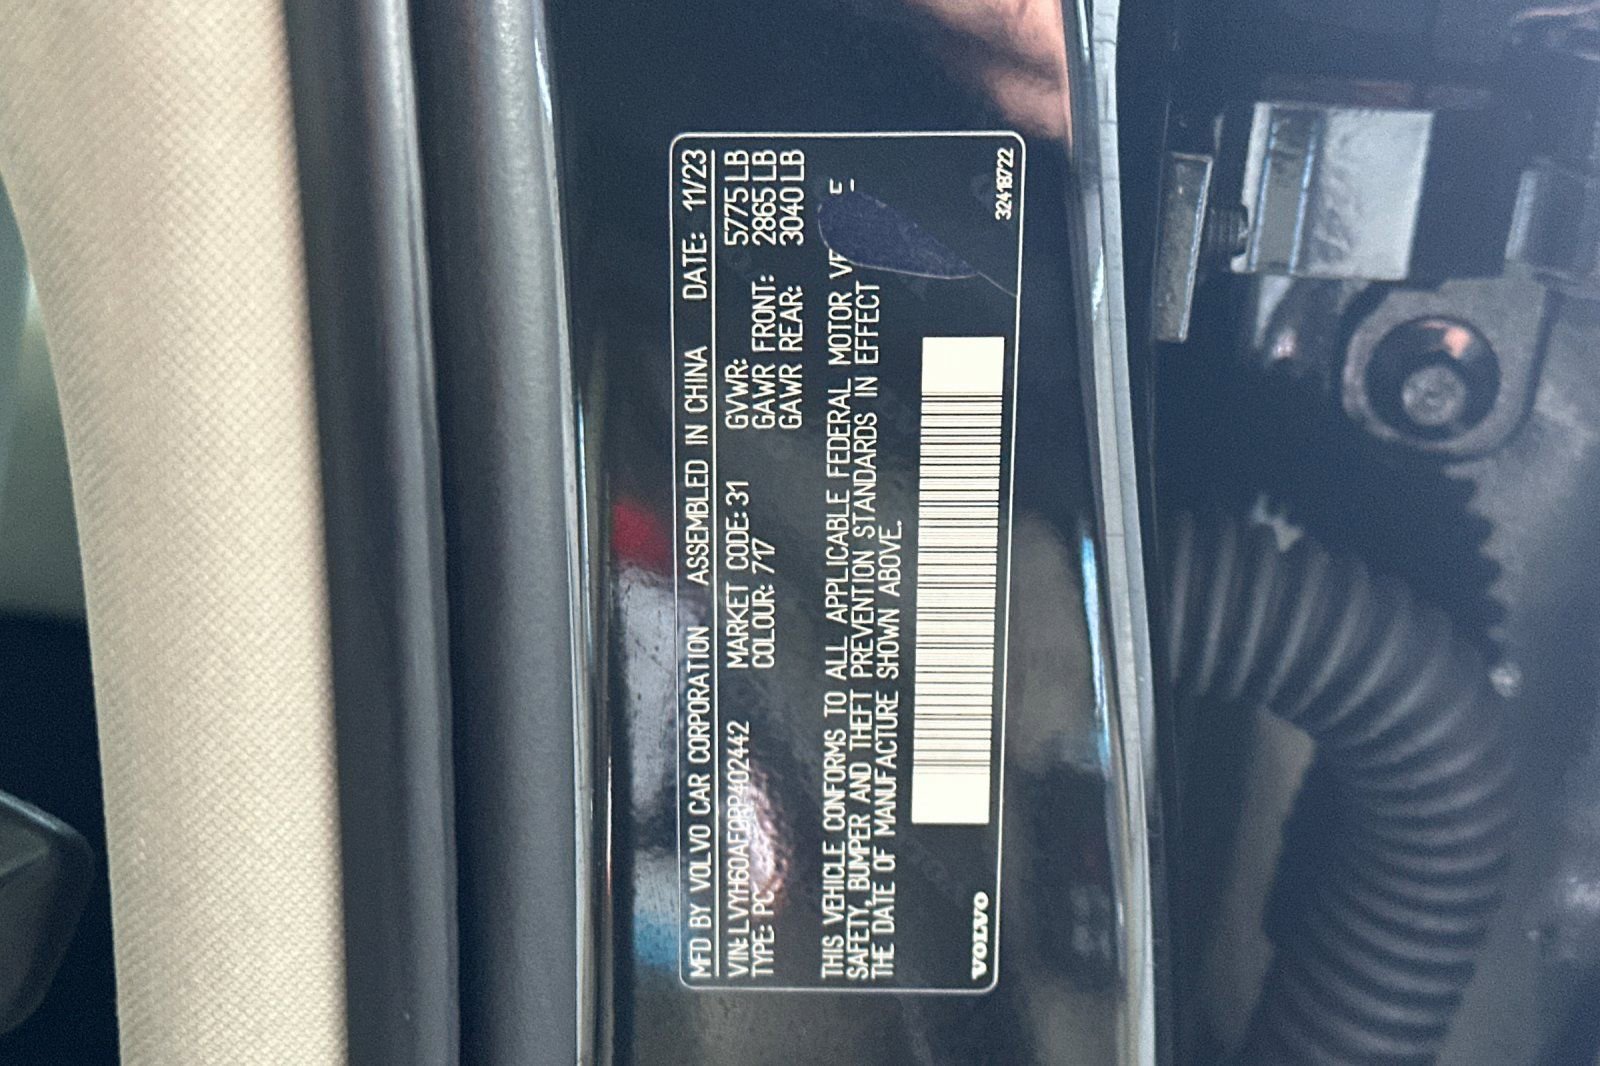 MFD BY VOLVO CAR CORPORATION ASSEMBLED IN CHINA DATE: 11/23
VIN: LVYH60AF0RP402442 MARKET CODE: 31 GVWR: 5775 LB
TYPE: PC COLOUR: 717 GAWR FRONT: 2865 LB
GAWR REAR: 3040 LB
THIS VEHICLE CONFORMS TO ALL APPLICABLE FEDERAL MOTOR
SAFETY, BUMPER AND THEFT PREVENTION STANDARDS IN EFFECT
THE DATE OF MANUFACTURE SHOWN ABOVE.
VOLVO 32418722